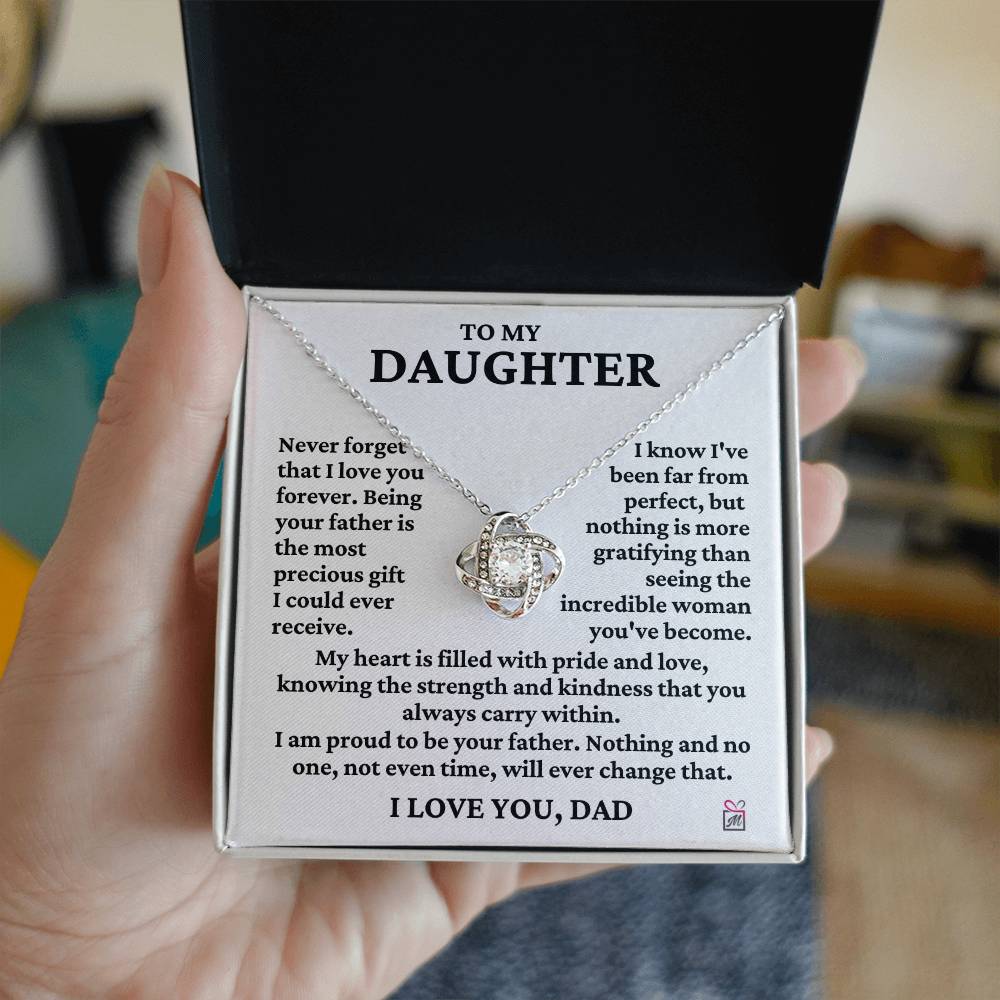 TO MY
DAUGHTER
Never forget
that I love you
forever. Being
your father is
the most
precious gift
I could ever
receive.
I know I've
been far from
perfect, but
nothing is more
gratifying than
seeing the
incredible woman
you've become.
My heart is filled with pride and love,
knowing the strength and kindness that you
always carry within.
I am proud to be your father. Nothing and no
one, not even time, will ever change that.
I LOVE YOU, DAD
M